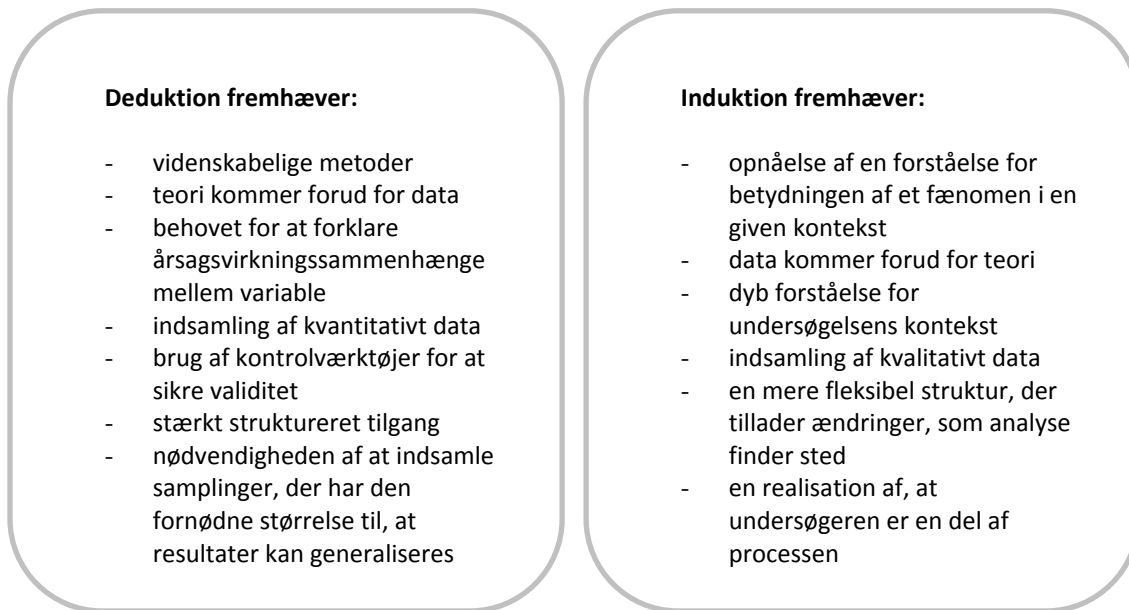 Deduktion fremhæver:
- videnskabelige metoder
- teori kommer forud for data
- behovet for at forklare
årsagsvirkningssammenhænge
mellem variable
- indsamling af kvantitativt data
- brug af kontrolværktøjer for at
sikre validitet
- stærkt struktureret tilgang
- nødvendigheden af at indsamle
samplinger, der har den
fornødne størrelse til, at
resultater kan generaliseres
Induktion fremhæver:
- opnåelse af en forståelse for
betydningen af et fænomen i en
given kontekst
- data kommer forud for teori
- dyb forståelse for
undersøgelsens kontekst
- indsamling af kvalitativt data
- en mere fleksibel struktur, der
tillader ændringer, som analyse
finder sted
- en realisation af, at
undersøgeren er en del af
processen